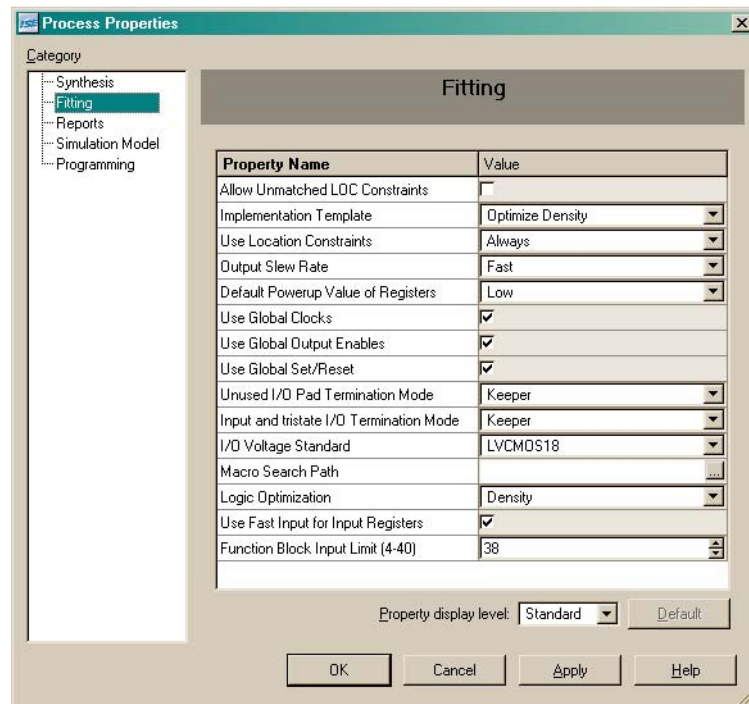 ISE Process Properties
Category
Synthesis
Fitting
Reports
Simulation Model
Programming
Fitting
Property Name Value
Allow Unmatched LOC Constraints
Implementation Template Optimize Density
Use Location Constraints Always
Output Slew Rate Fast
Default Powerup Value of Registers Low
Use Global Clocks
Use Global Output Enables
Use Global Set/Reset
Unused I/O Pad Termination Mode Keeper
Input and tristate I/O Termination Mode Keeper
I/O Voltage Standard LVCMOS18
Macro Search Path ...
Logic Optimization Density
Use Fast Input for Input Registers
Function Block Input Limit (4-40) 38
Property display level: Standard Default
OK Cancel Apply Help